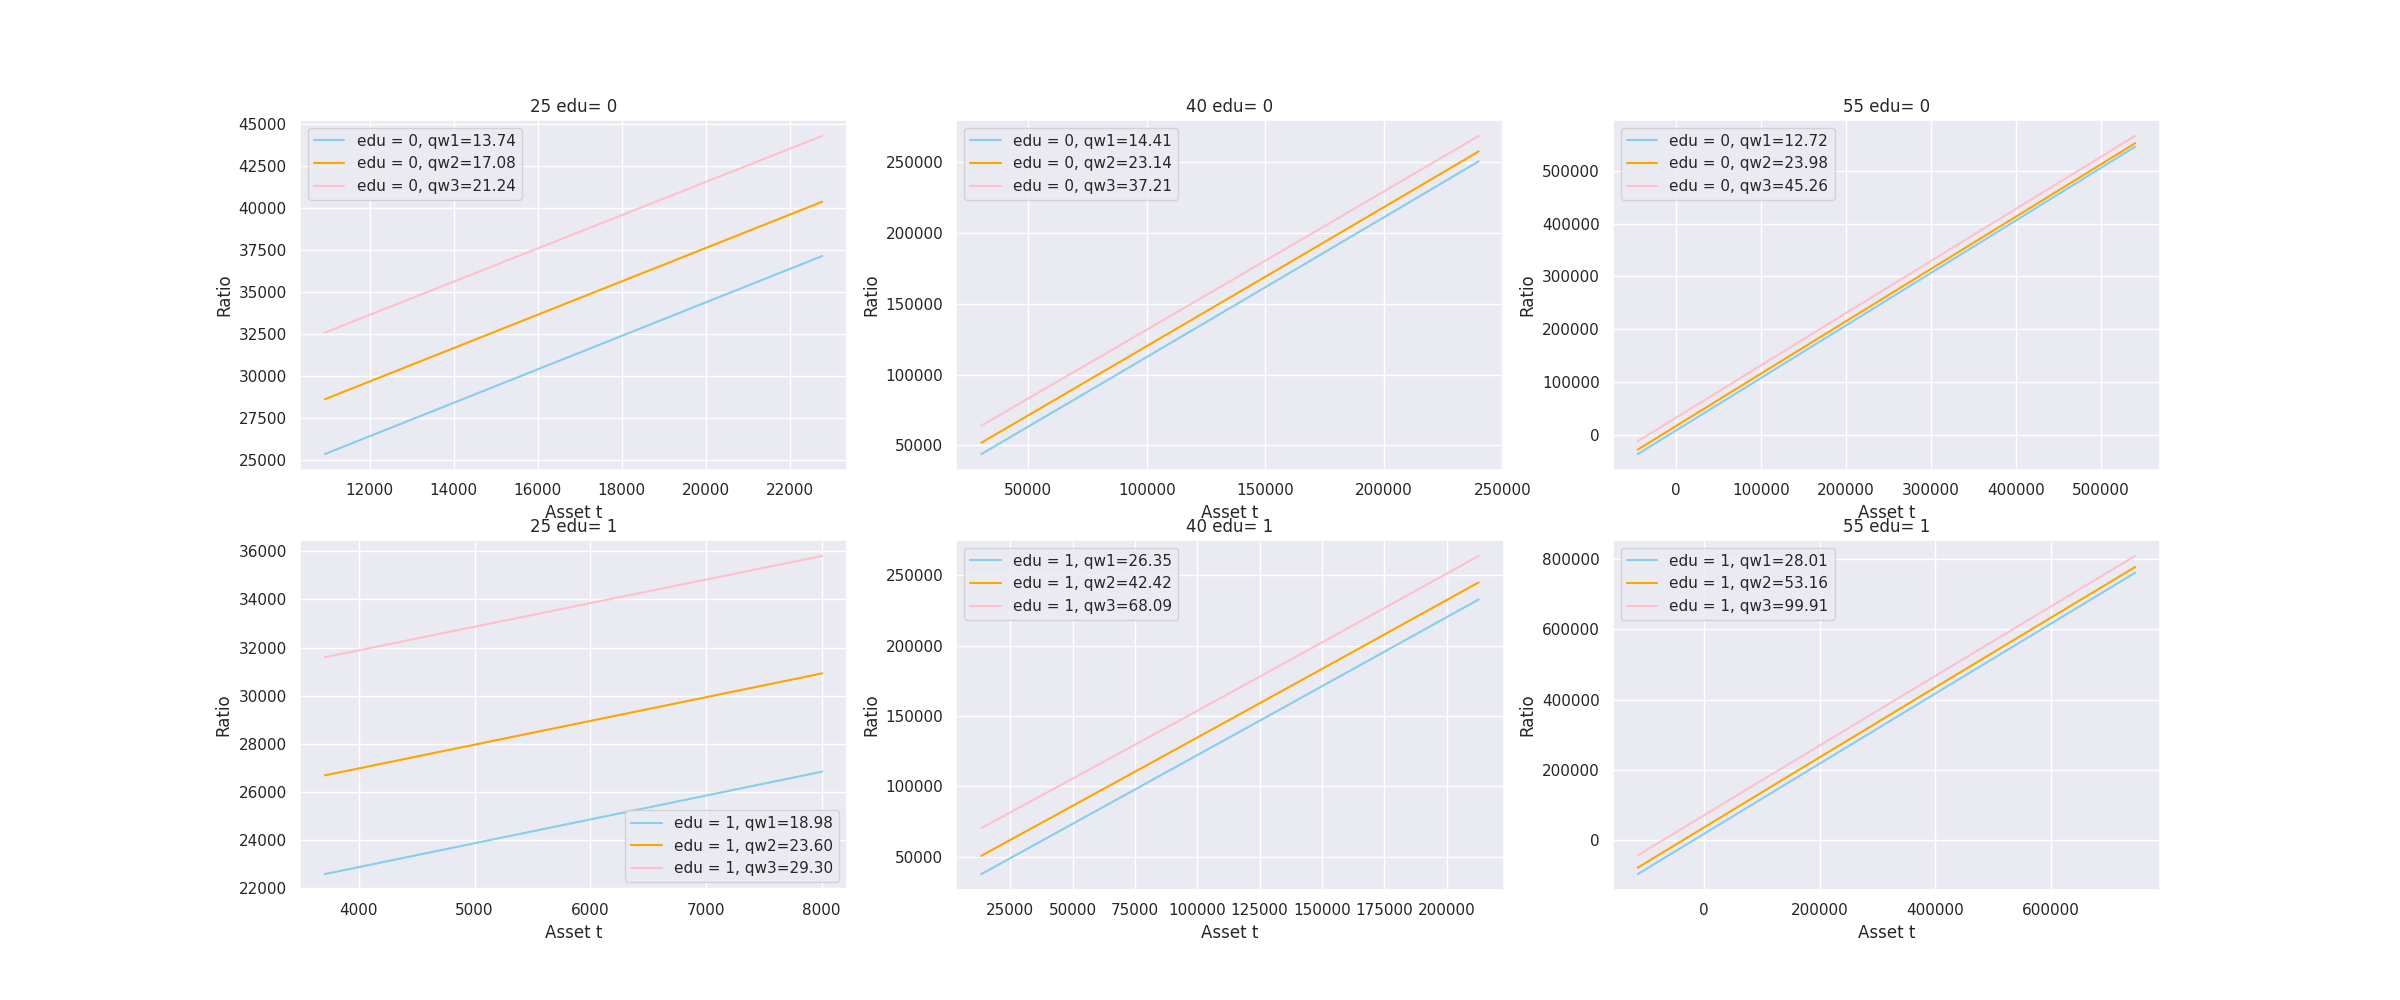 25 edu= 0
45000
42500
40000
37500
35000
32500
30000
27500
25000
Ratio
edu = 0, qw1=13.74
edu = 0, qw2=17.08
edu = 0, qw3=21.24
12000 14000 16000 18000 20000 22000
Asset t
40 edu= 0
250000
200000
150000
100000
50000
Ratio
edu = 0, qw1=14.41
edu = 0, qw2=23.14
edu = 0, qw3=37.21
50000 100000 150000 200000 250000
Asset t
55 edu= 0
500000
400000
300000
200000
100000
0
Ratio
edu = 0, qw1=12.72
edu = 0, qw2=23.98
edu = 0, qw3=45.26
0 100000 200000 300000 400000 500000
Asset t
25 edu= 1
36000
34000
32000
30000
28000
26000
24000
22000
Ratio
edu = 1, qw1=18.98
edu = 1, qw2=23.60
edu = 1, qw3=29.30
4000 5000 6000 7000 8000
Asset t
40 edu= 1
250000
200000
150000
100000
50000
Ratio
edu = 1, qw1=26.35
edu = 1, qw2=42.42
edu = 1, qw3=68.09
25000 50000 75000 100000 125000 150000 175000 200000
Asset t
55 edu= 1
800000
600000
400000
200000
0
Ratio
edu = 1, qw1=28.01
edu = 1, qw2=53.16
edu = 1, qw3=99.91
0 200000 400000 600000
Asset t